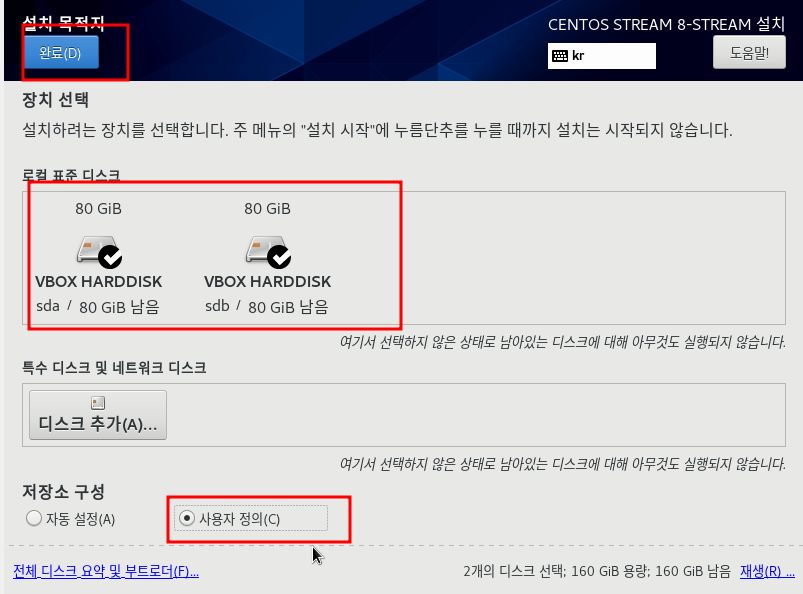 설치 목적지
CENTOS STREAM 8-STREAM 설치
완료(D)
kr
도움말!
장치 선택
설치하려는 장치를 선택합니다. 주 메뉴의 "설치 시작"에 누름단추를 누를 때까지 설치는 시작되지 않습니다.
로컬 표준 디스크
80 GiB
80 GiB
VBOX HARDDISK
VBOX HARDDISK
sda / 80 GiB 남음
sdb / 80 GiB 남음
여기서 선택하지 않은 상태로 남아있는 디스크에 대해 아무것도 실행되지 않습니다.
특수 디스크 및 네트워크 디스크
디스크 추가(A)...
여기서 선택하지 않은 상태로 남아있는 디스크에 대해 아무것도 실행되지 않습니다.
저장소 구성
자동 설정(A)
사용자 정의(C)
전체 디스크 요약 및 부트로더(F)...
2개의 디스크 선택; 160 GiB 용량; 160 GiB 남음
재생(R) ...